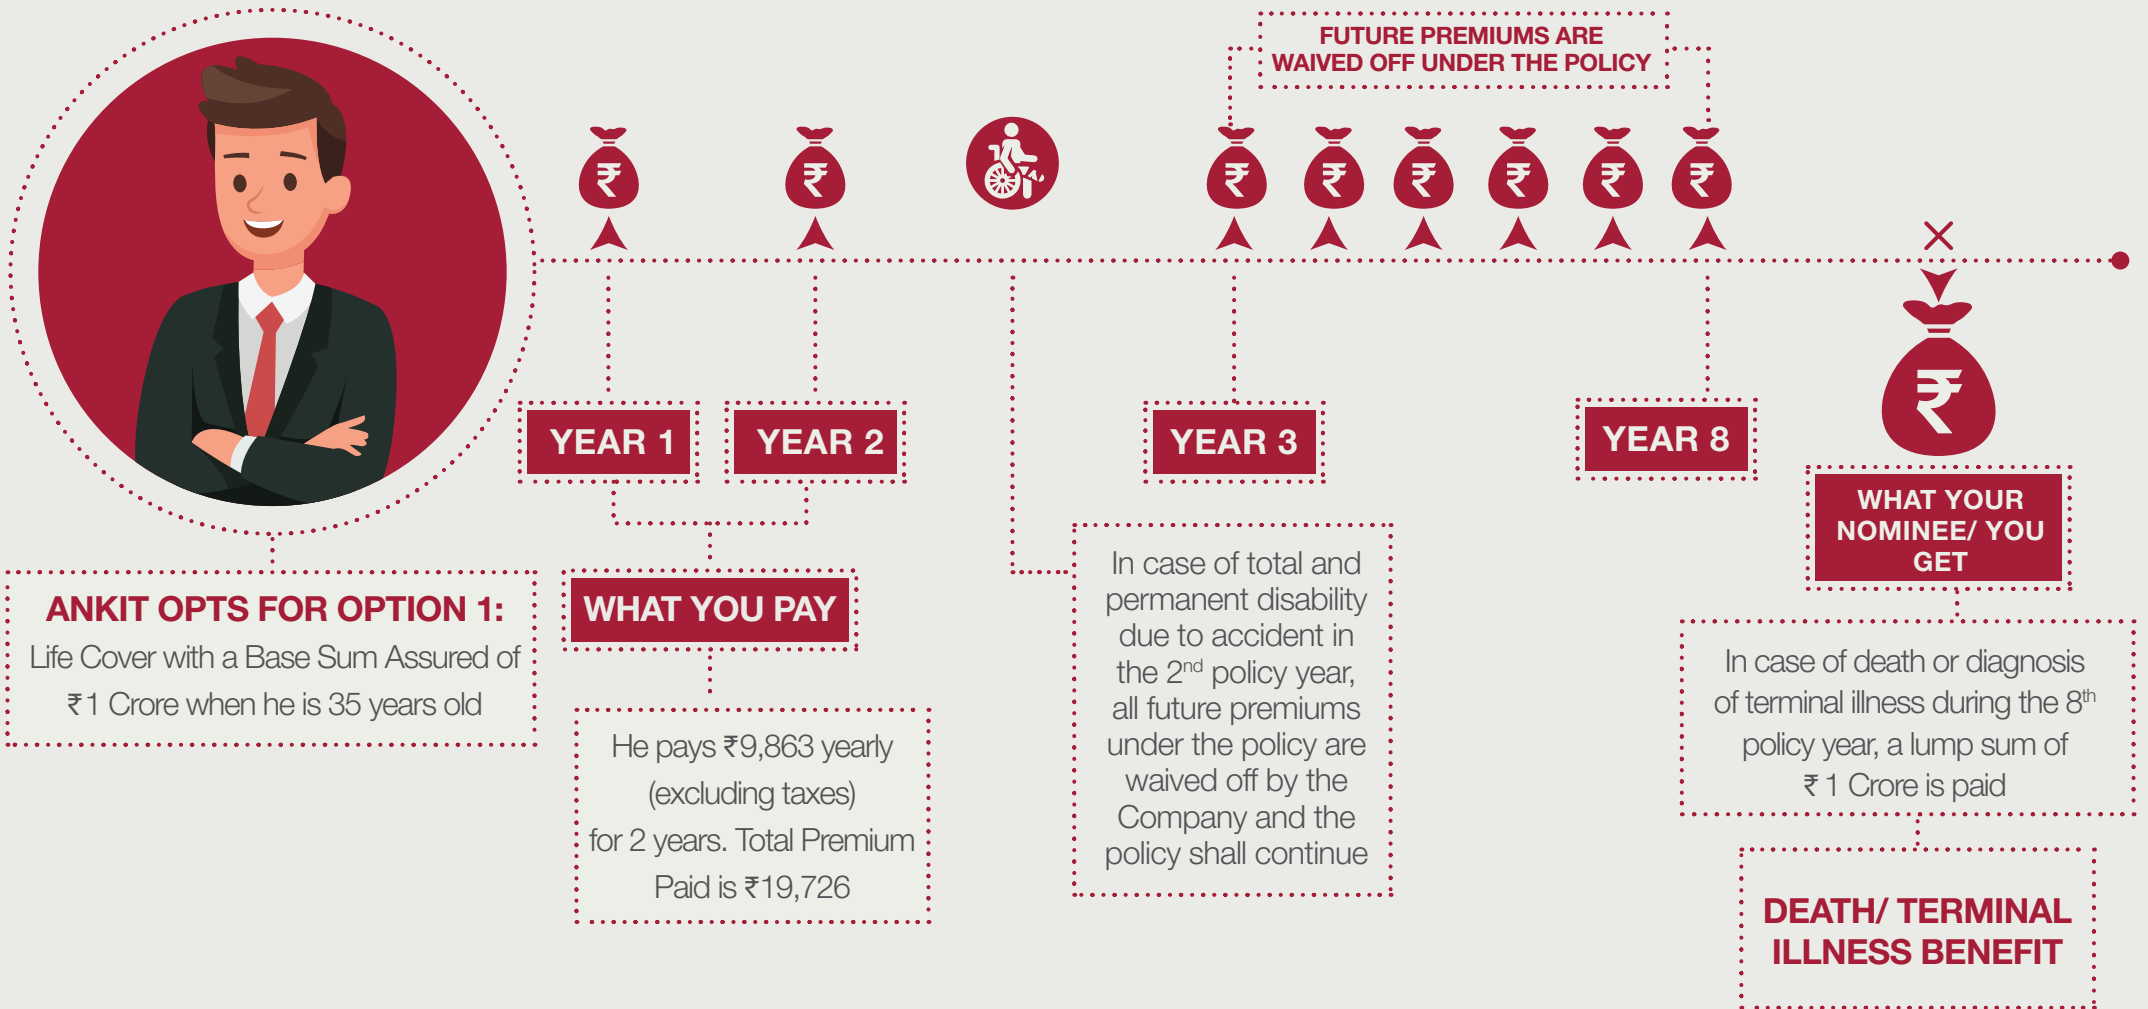 FUTURE PREMIUMS ARE
WAIVED OFF UNDER THE POLICY
₹
₹
₹
₹
₹
₹
₹
₹
₹
YEAR 1
YEAR 2
YEAR 3
YEAR 8
WHAT YOUR
NOMINEE/ YOU
GET
ANKIT OPTS FOR OPTION 1:
Life Cover with a Base Sum Assured of
₹1 Crore when he is 35 years old
WHAT YOU PAY
He pays ₹9,863 yearly
(excluding taxes)
for 2 years. Total Premium
Paid is ₹19,726
In case of total and
permanent disability
due to accident in
the 2nd policy year,
all future premiums
under the policy are
waived off by the
Company and the
policy shall continue
In case of death or diagnosis
of terminal illness during the 8th
policy year, a lump sum of
₹ 1 Crore is paid
DEATH/ TERMINAL
ILLNESS BENEFIT